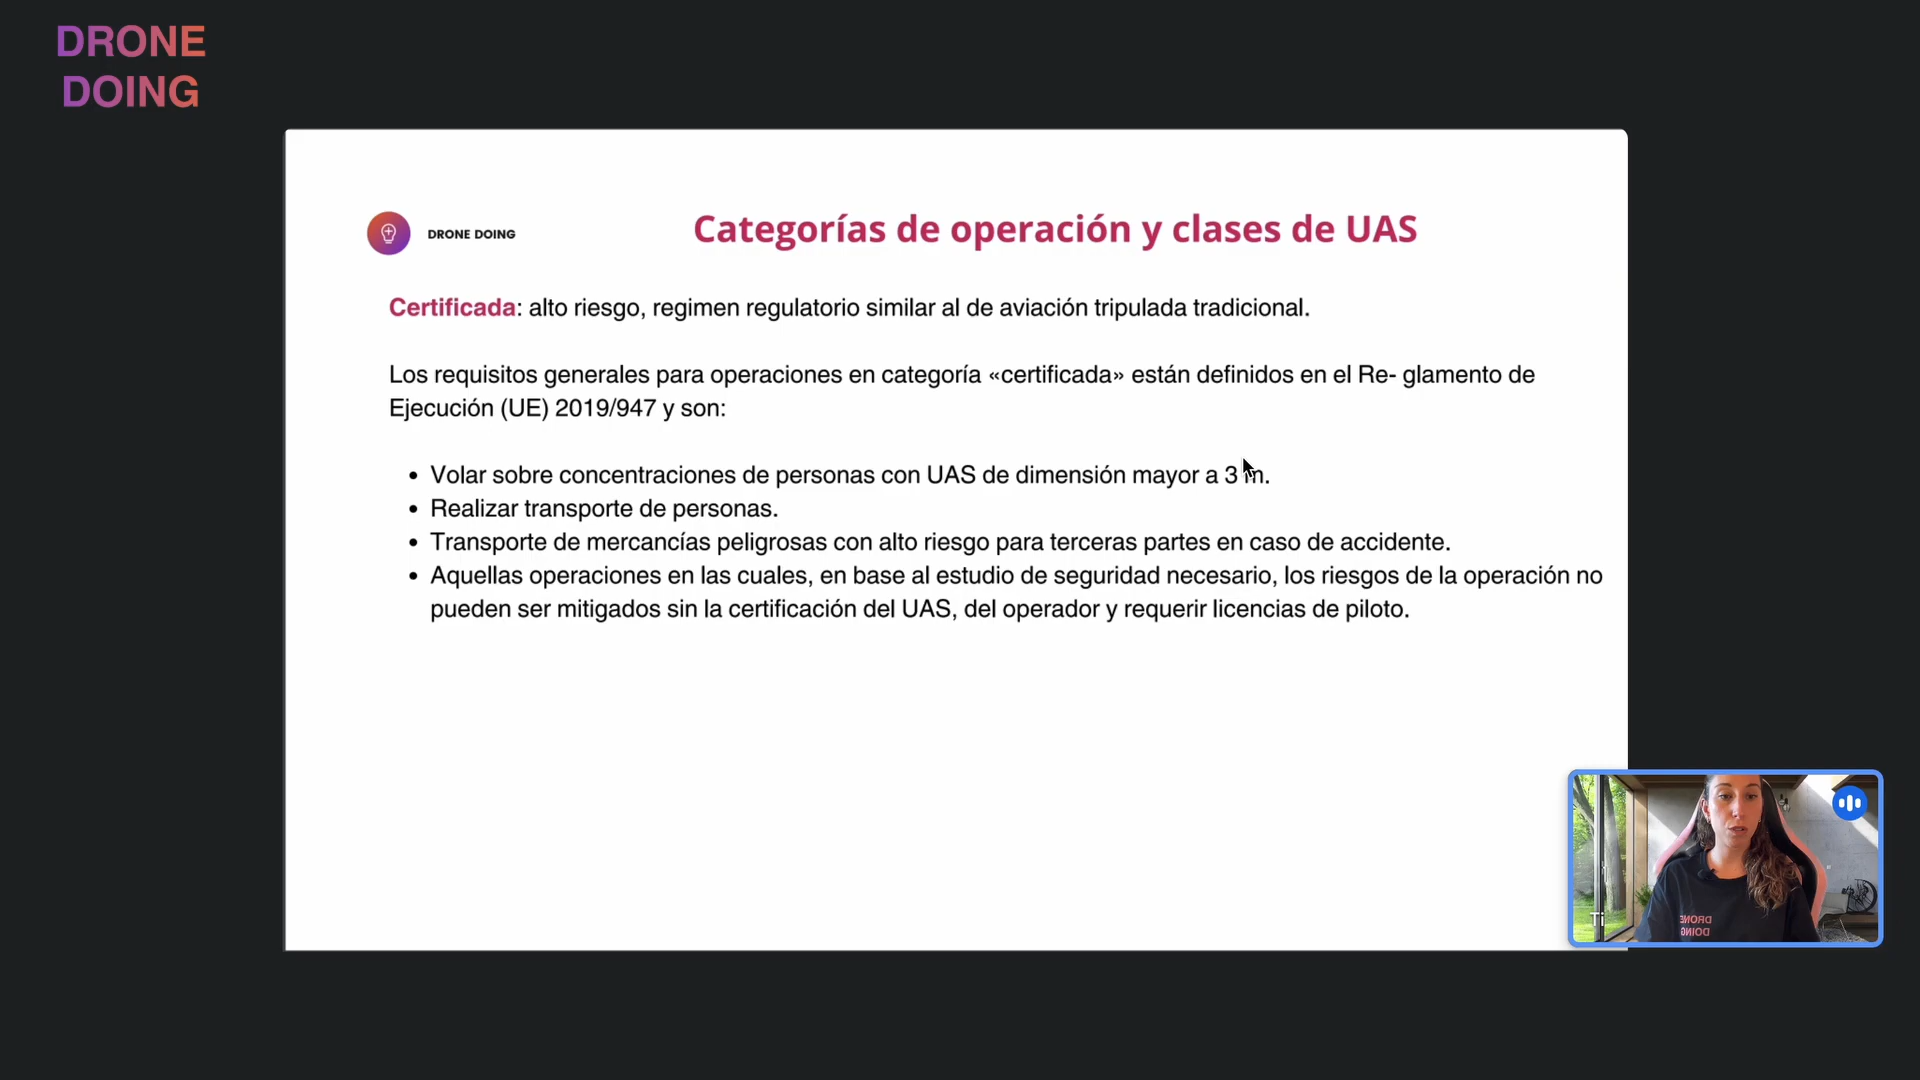 DRONE
DOING
DRONE DOING
Categorías de operación y clases de UAS
Certificada: alto riesgo, regimen regulatorio similar al de aviación tripulada tradicional.
Los requisitos generales para operaciones en categoría «certificada» están definidos en el Re- glamento de
Ejecución (UE) 2019/947 y son:
• Volar sobre concentraciones de personas con UAS de dimensión mayor a 3 m.
• Realizar transporte de personas.
• Transporte de mercancías peligrosas con alto riesgo para terceras partes en caso de accidente.
• Aquellas operaciones en las cuales, en base al estudio de seguridad necesario, los riesgos de la operación no
pueden ser mitigados sin la certificación del UAS, del operador y requerir licencias de piloto.
Ti
DRONE
DOING